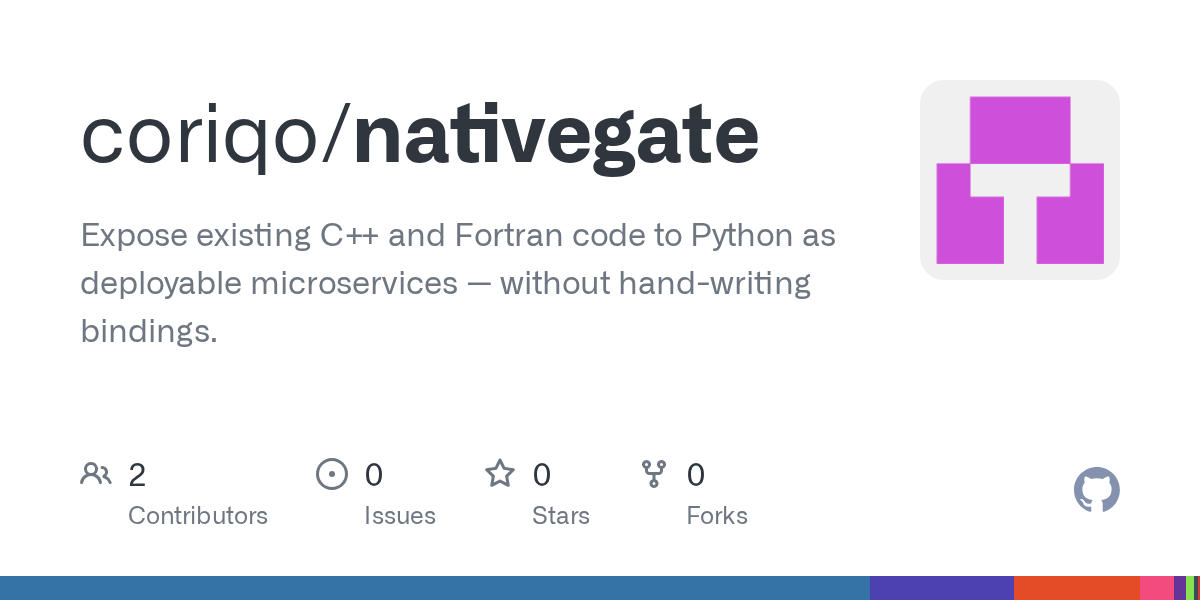 coriqo/nativegate
Expose existing C++ and Fortran code to Python as
deployable microservices — without hand-writing
bindings.
2 0 0 0
Contributors Issues Stars Forks